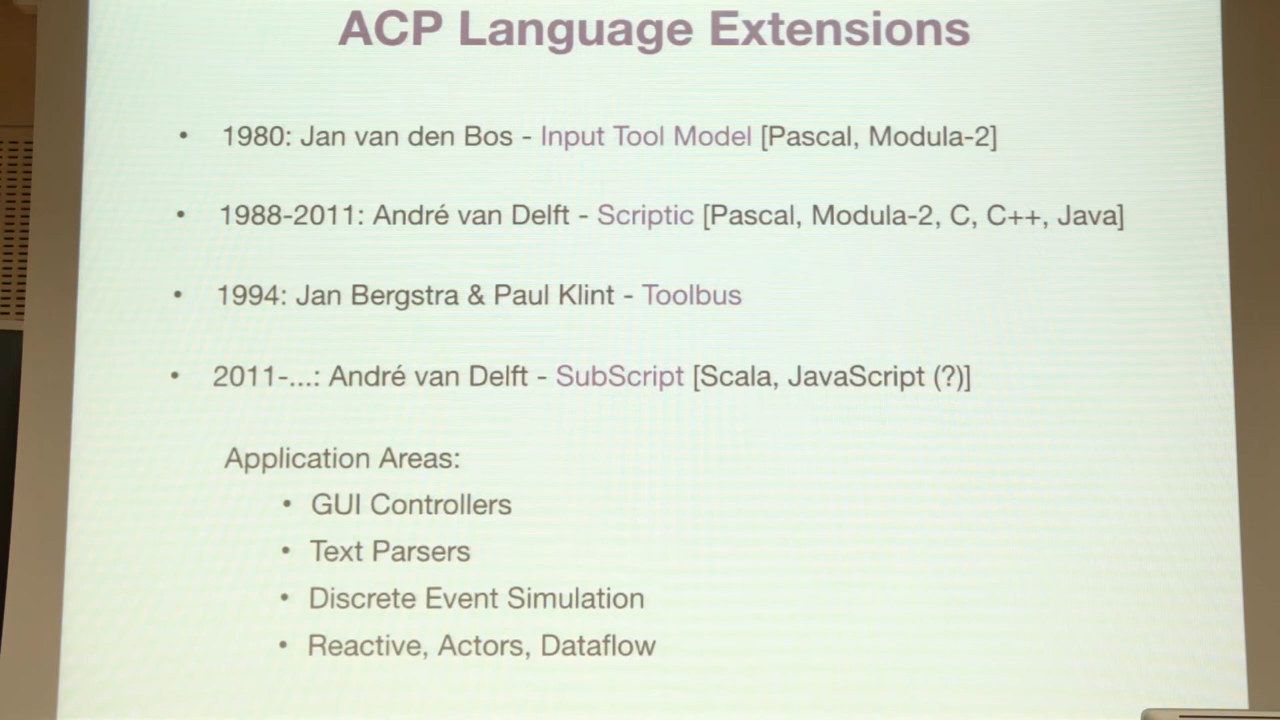 ACP Language Extensions
• 1980: Jan van den Bos - Input Tool Model [Pascal, Modula-2]
• 1988-2011: André van Delft - Scriptic [Pascal, Modula-2, C, C++, Java]
• 1994: Jan Bergstra & Paul Klint - Toolbus
• 2011-...: André van Delft - SubScript [Scala, JavaScript (?)]
Application Areas:
• GUI Controllers
• Text Parsers
• Discrete Event Simulation
• Reactive, Actors, Dataflow